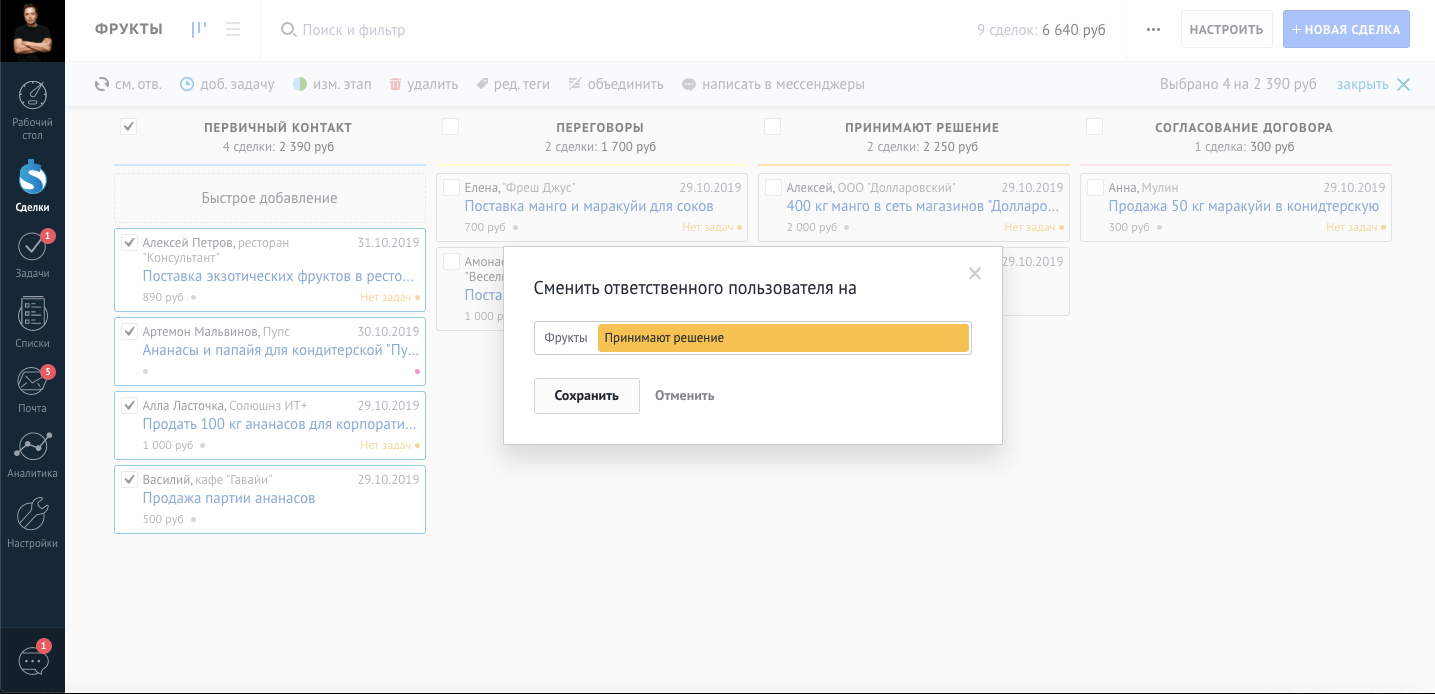 ФРУКТЫ
Поиск и фильтр
9 сделок: 6 640 руб
НАСТРОИТЬ
НОВАЯ СДЕЛКА
см. отв.
доб. задачу
изм. этап
удалить
ред. теги
объединить
написать в мессенджеры
Выбрано 4 на 2 390 руб
закрыть
Рабочий
стол
Сделки
1
Задачи
Списки
5
Почта
Аналитика
Настройки
1
ПЕРВИЧНЫЙ КОНТАКТ
4 сделки: 2 390 руб
Быстрое добавление
Алексей Петров, ресторан
"Консультант"
31.10.2019
Поставка экзотических фруктов в ресто...
890 руб
Нет задач
Артемон Мальвинов, Пупс
30.10.2019
Ананасы и папайя для кондитерской "Пу...
Алла Ласточка, Солюшнз ИТ+
29.10.2019
Продать 100 кг ананасов для корпорати...
1 000 руб
Нет задач
Василий, кафе "Гавайи"
29.10.2019
Продажа партии ананасов
500 руб
ПЕРЕГОВОРЫ
2 сделки: 1 700 руб
Елена, "Фреш Джус"
29.10.2019
Поставка манго и маракуйи для соков
700 руб
Нет задач
1 000
ПРИНИМАЮТ РЕШЕНИЕ
2 сделки: 2 250 руб
Алексей, ООО "Долларовский"
29.10.2019
400 кг манго в сеть магазинов "Долларо...
2 000 руб
Нет задач
29.10.2019
СОГЛАСОВАНИЕ ДОГОВОРА
1 сделка: 300 руб
Анна, Мулин
29.10.2019
Продажа 50 кг маракуйи в конидтерскую
300 руб
Нет задач
Сменить ответственного пользователя на
Фрукты
Принимают решение
Сохранить
Отменить